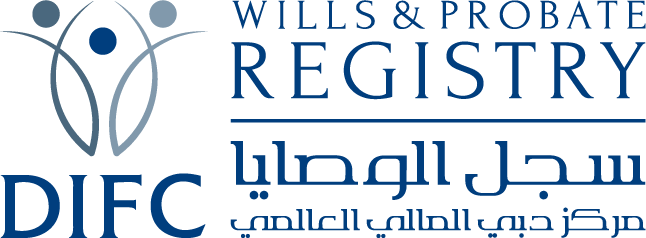 DIFC
WILLS & PROBATE
REGISTRY
سجل الوصايا
مركز دبي المالي العالمي